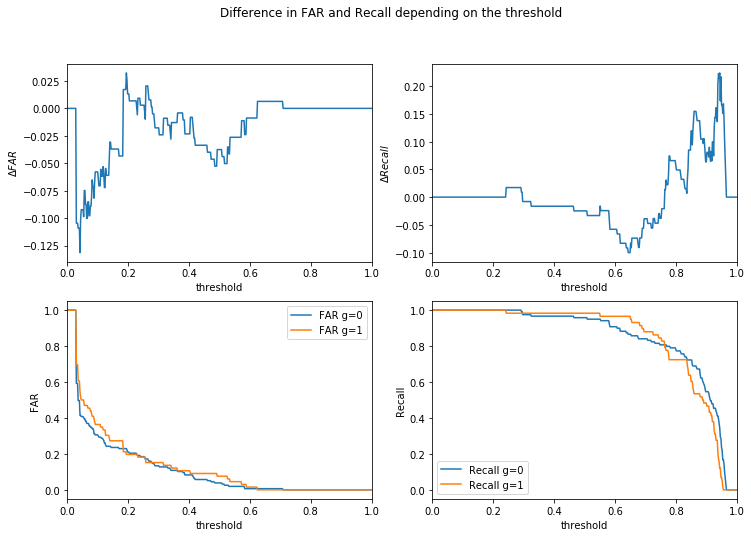 Difference in FAR and Recall depending on the threshold
ΔFAR
0.025
0.000
−0.025
−0.050
−0.075
−0.100
−0.125
0.0 0.2 0.4 0.6 0.8 1.0
threshold
ΔRecall
0.20
0.15
0.10
0.05
0.00
−0.05
−0.10
0.0 0.2 0.4 0.6 0.8 1.0
threshold
FAR
1.0
0.8
0.6
0.4
0.2
0.0
FAR g=0
FAR g=1
0.0 0.2 0.4 0.6 0.8 1.0
threshold
Recall
1.0
0.8
0.6
0.4
0.2
0.0
Recall g=0
Recall g=1
0.0 0.2 0.4 0.6 0.8 1.0
threshold